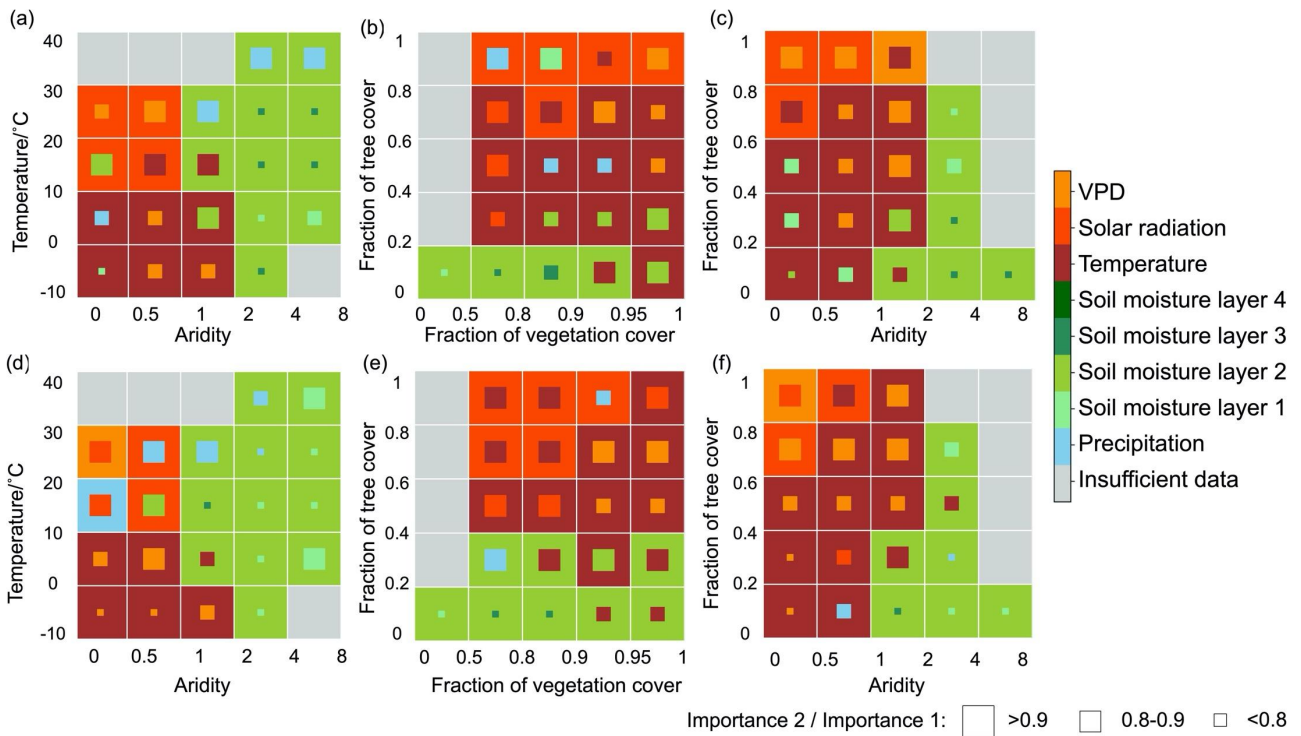 (a)
Temperature/°C
40
30
20
10
0
-10
0 0.5 1 2 4 8
Aridity
(b)
Fraction of tree cover
1
0.8
0.6
0.4
0.2
0
0 0.5 0.8 0.9 0.95 1
Fraction of vegetation cover
(c)
Fraction of tree cover
1
0.8
0.6
0.4
0.2
0
0 0.5 1 2 4 8
Aridity
VPD
Solar radiation
Temperature
Soil moisture layer 4
Soil moisture layer 3
Soil moisture layer 2
Soil moisture layer 1
Precipitation
Insufficient data
(d)
Temperature/°C
40
30
20
10
0
-10
0 0.5 1 2 4 8
Aridity
(e)
Fraction of tree cover
1
0.8
0.6
0.4
0.2
0
0 0.5 0.8 0.9 0.95 1
Fraction of vegetation cover
(f)
Fraction of tree cover
1
0.8
0.6
0.4
0.2
0
0 0.5 1 2 4 8
Aridity
Importance 2 / Importance 1: >0.9 0.8-0.9 <0.8